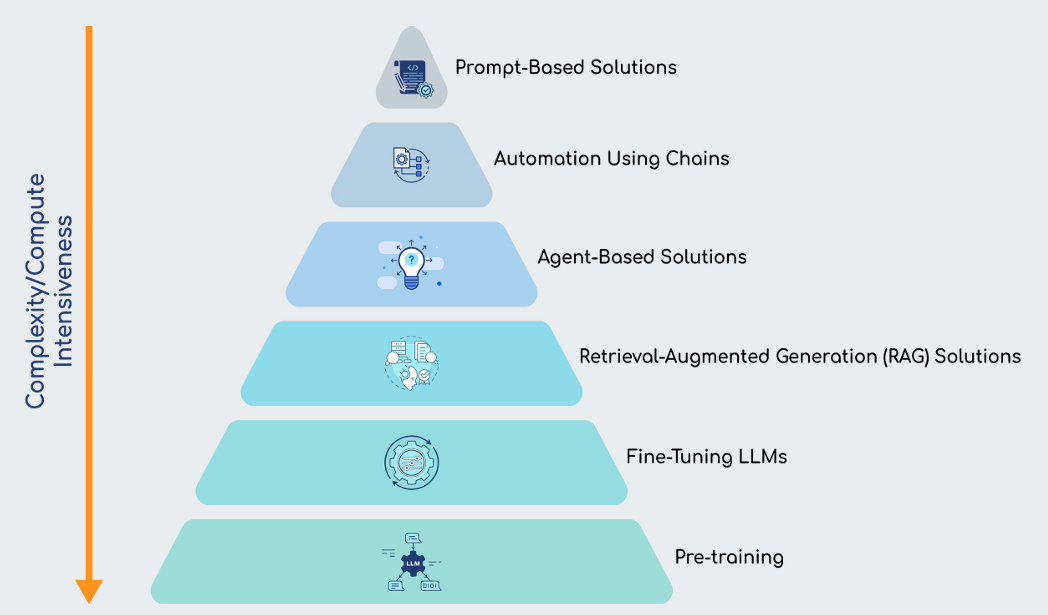 Complexity/Compute
Intensiveness
</>
Prompt-Based Solutions
Automation Using Chains
?
Agent-Based Solutions
Retrieval-Augmented Generation (RAG) Solutions
Fine-Tuning LLMs
LLM
Pre-training